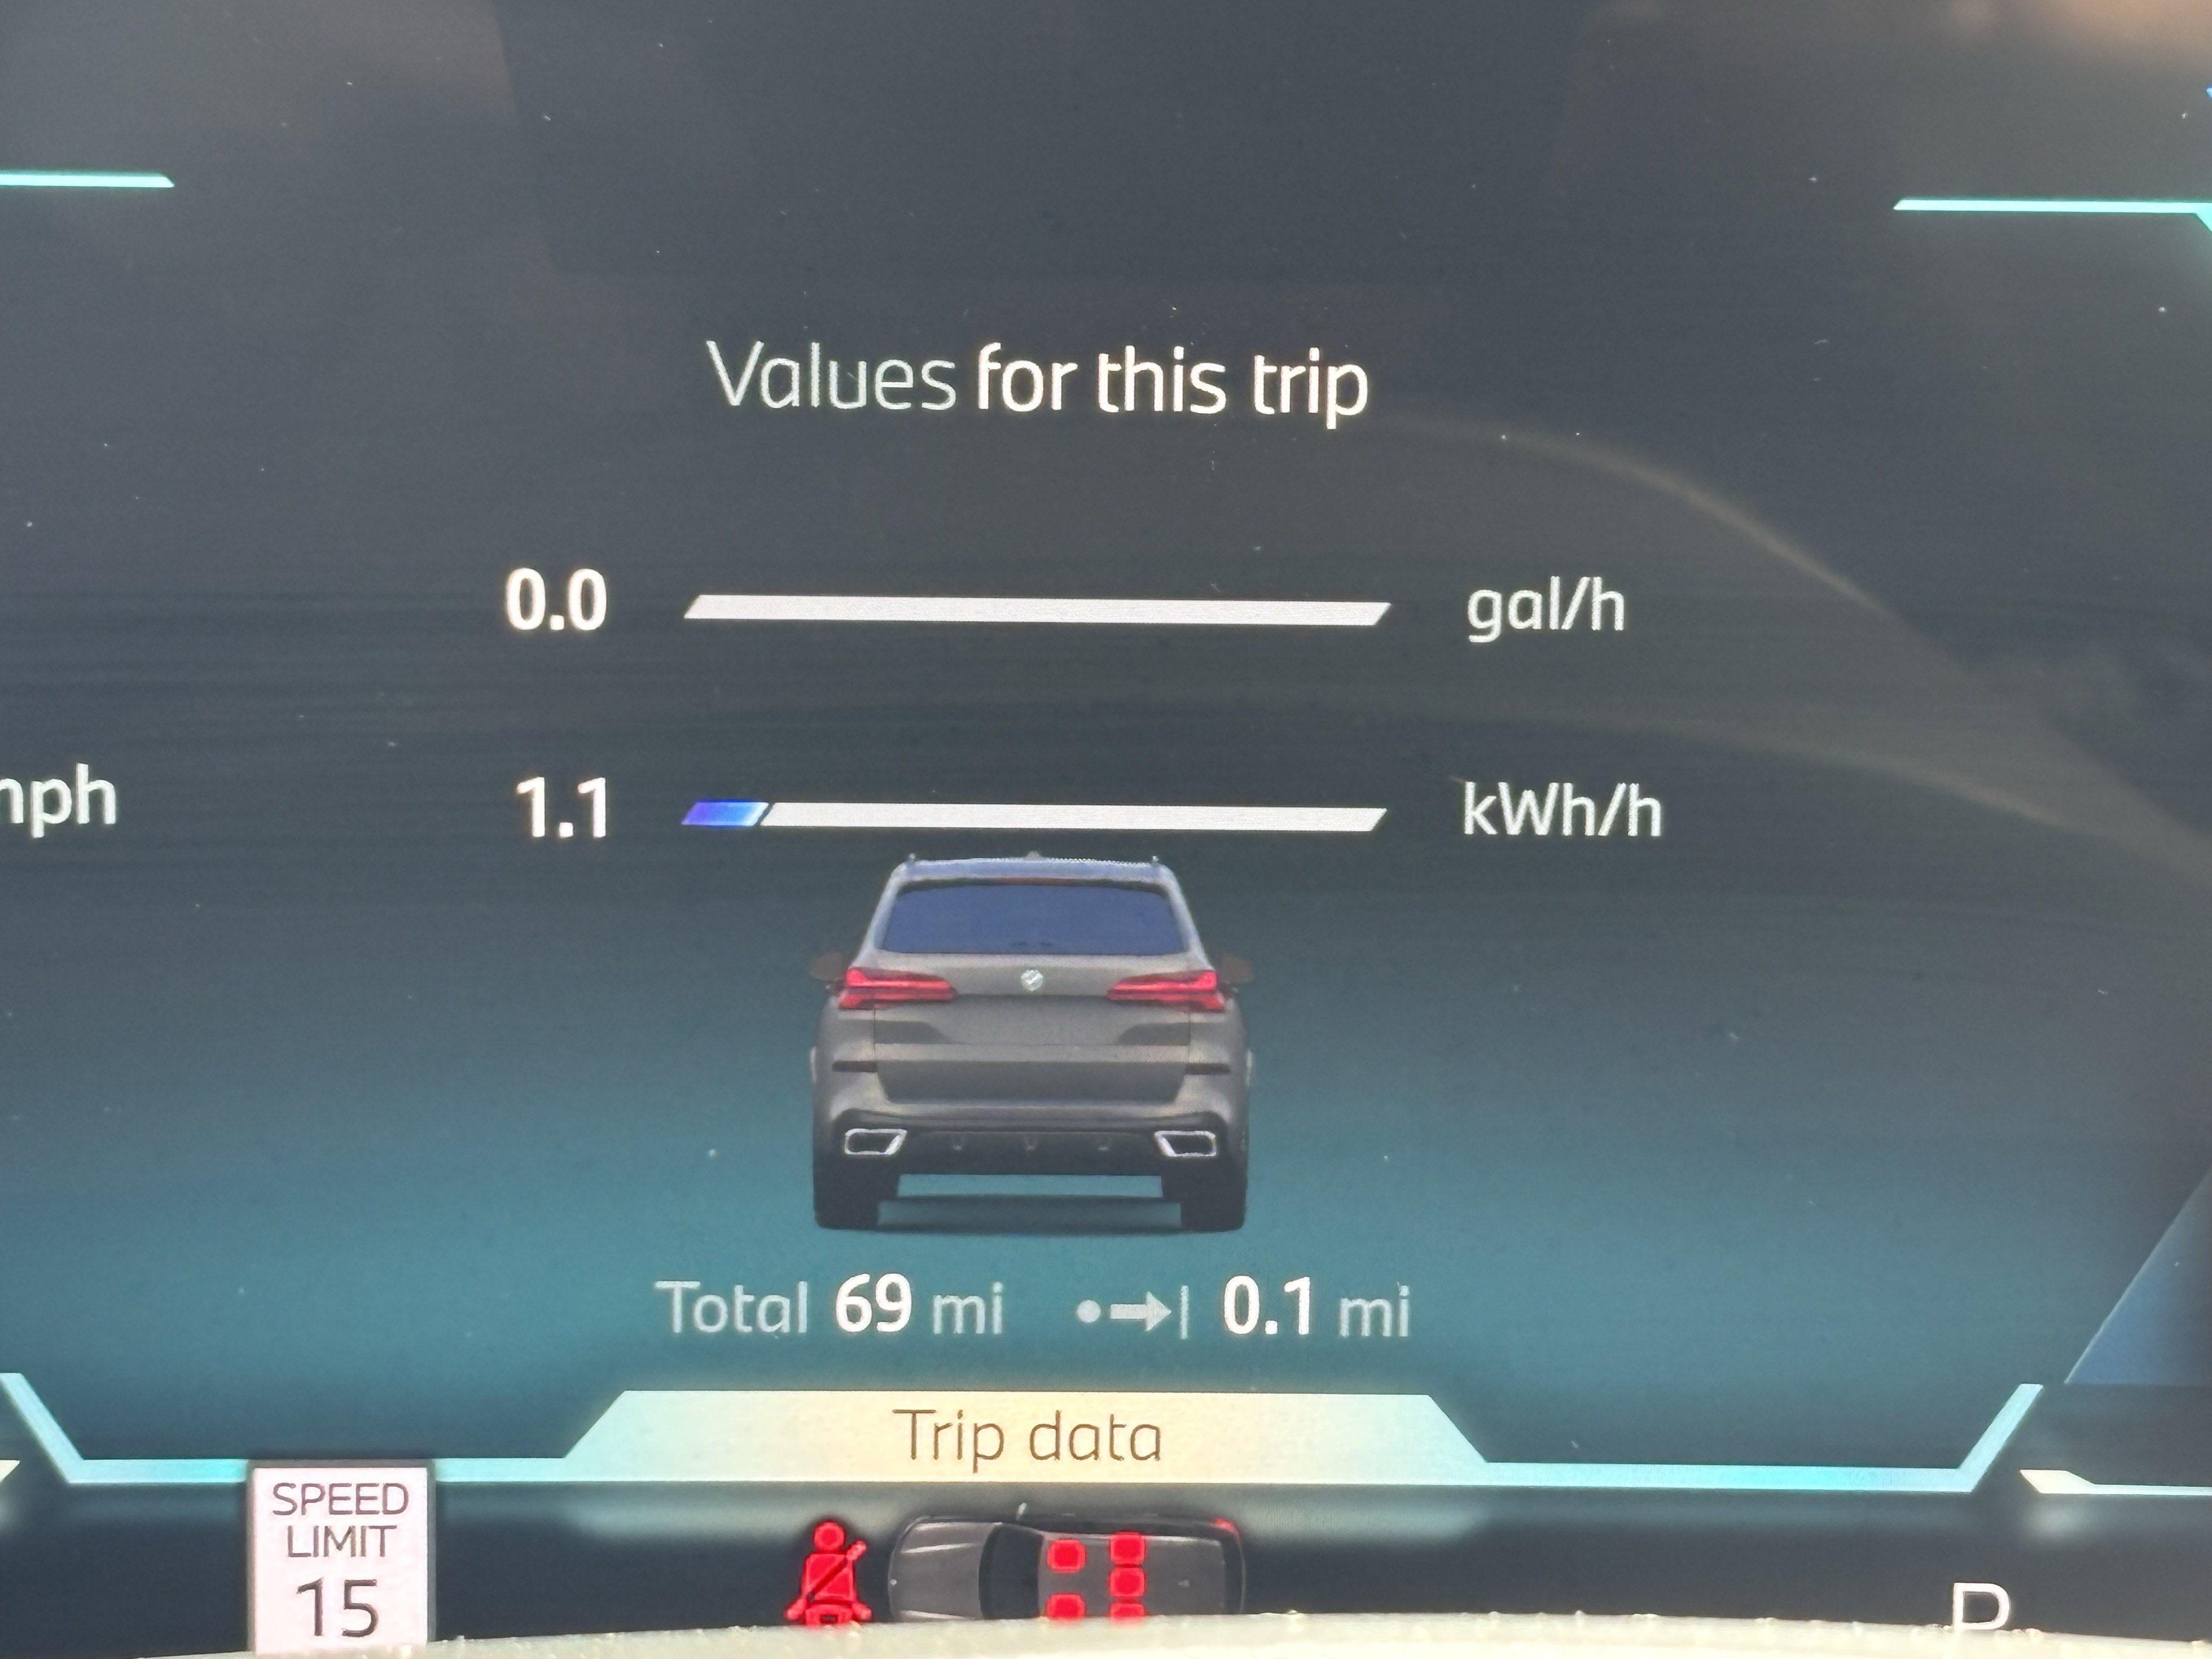 Values for this trip
0.0 gal/h
mph
1.1 kWh/h
Total 69 mi 0.1 mi
Trip data
SPEED
LIMIT
15
P